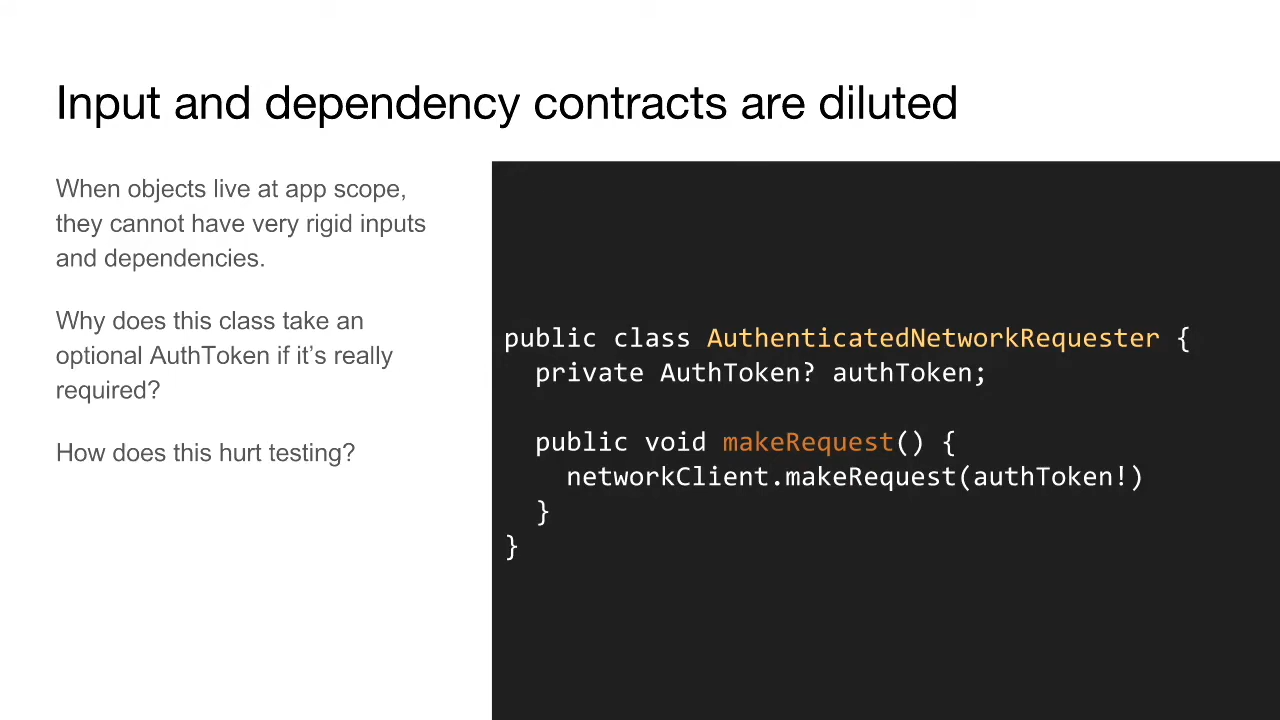 Input and dependency contracts are diluted
When objects live at app scope,
they cannot have very rigid inputs
and dependencies.
Why does this class take an
optional AuthToken if it’s really
required?
How does this hurt testing?
public class AuthenticatedNetworkRequester {
  private AuthToken? authToken;
  public void makeRequest() {
    networkClient.makeRequest(authToken!)
  }
}